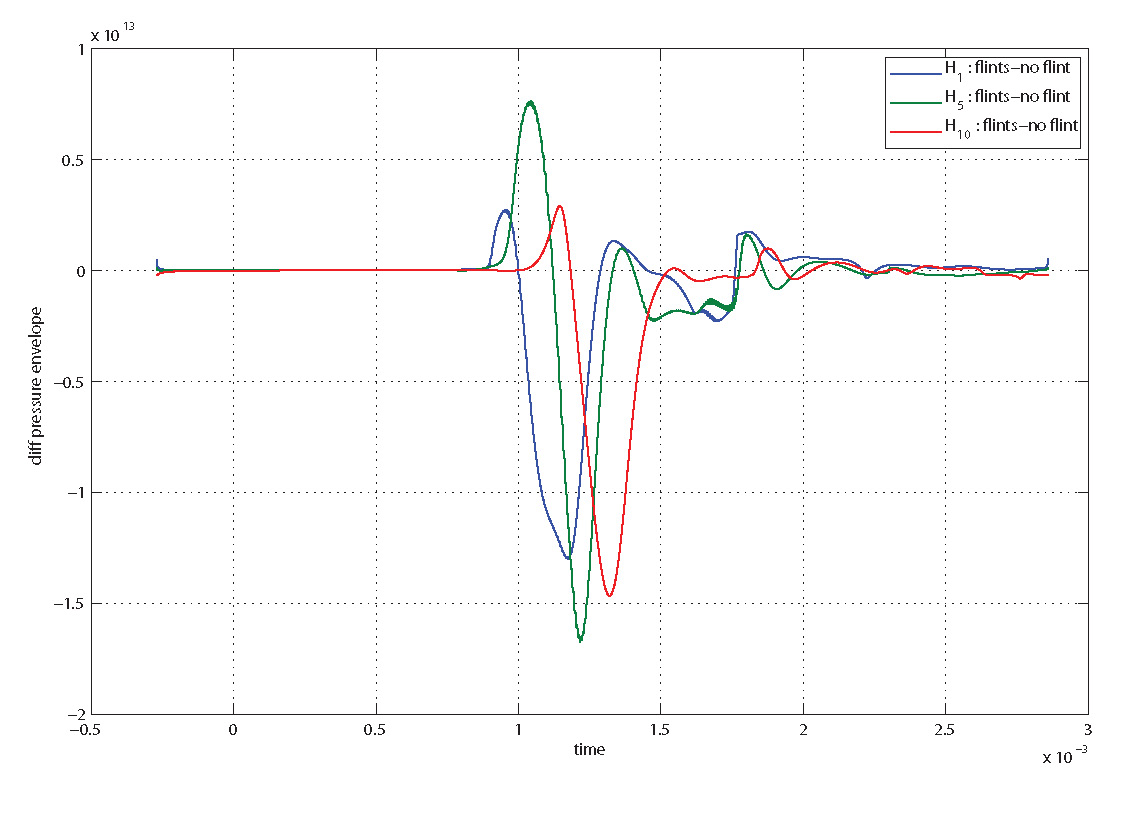 x 10 13
1
0.5
0
−0.5
−1
−1.5
−2
diff pressure envelope
H1 : flints−no flint
H5 : flints−no flint
H10 : flints−no flint
−0.5 0 0.5 1 1.5 2 2.5 3
time
x 10 −3